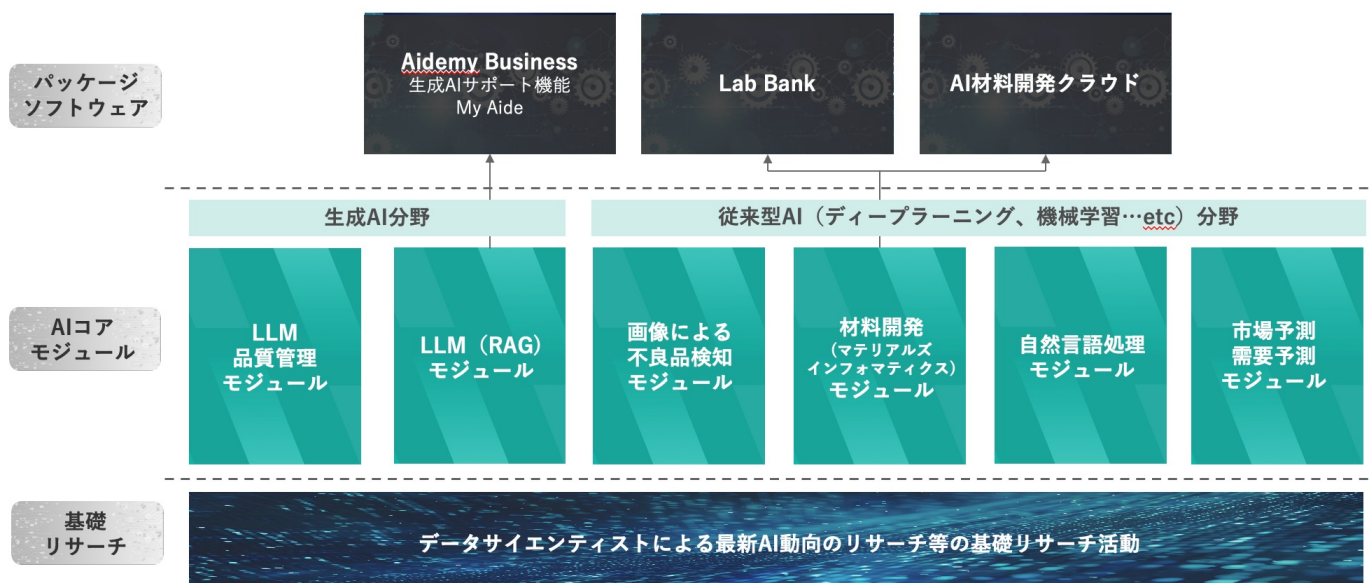 パッケージ
ソフトウェア
Aidemy Business
生成AIサポート機能
My Aide
Lab Bank
AI材料開発クラウド
生成AI分野
従来型AI（ディープラーニング、機械学習…etc）分野
AIコア
モジュール
LLM
品質管理
モジュール
LLM（RAG）
モジュール
画像による
不良品検知
モジュール
材料開発
(マテリアルズ
インフォマティクス)
モジュール
自然言語処理
モジュール
市場予測
需要予測
モジュール
基礎
リサーチ
データサイエンティストによる最新AI動向のリサーチ等の基礎リサーチ活動